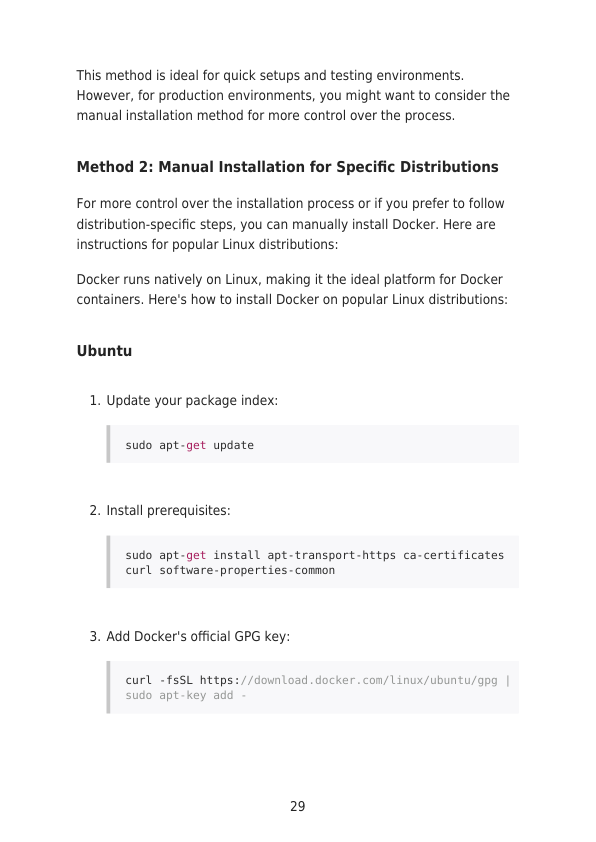 This method is ideal for quick setups and testing environments.
However, for production environments, you might want to consider the
manual installation method for more control over the process.
Method 2: Manual Installation for Specific Distributions
For more control over the installation process or if you prefer to follow
distribution-specific steps, you can manually install Docker. Here are
instructions for popular Linux distributions:
Docker runs natively on Linux, making it the ideal platform for Docker
containers. Here's how to install Docker on popular Linux distributions:
Ubuntu
1. Update your package index:
sudo apt-get update
2. Install prerequisites:
sudo apt-get install apt-transport-https ca-certificates
curl software-properties-common
3. Add Docker's official GPG key:
curl -fsSL https://download.docker.com/linux/ubuntu/gpg |
sudo apt-key add -
29